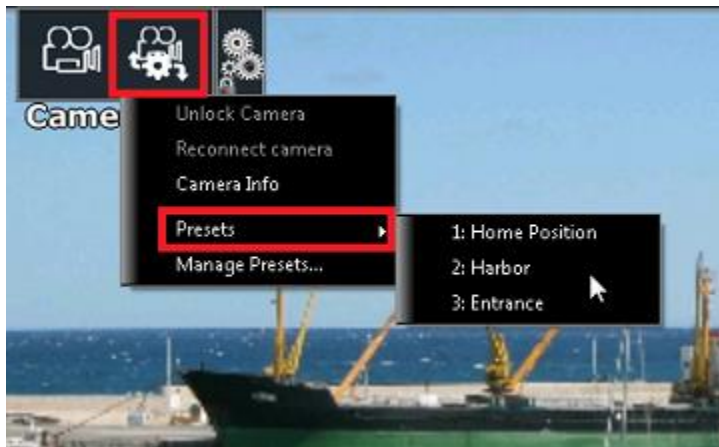 Came
Unlock Camera
Reconnect camera
Camera Info
Presets
Manage Presets...
1: Home Position
2: Harbor
3: Entrance